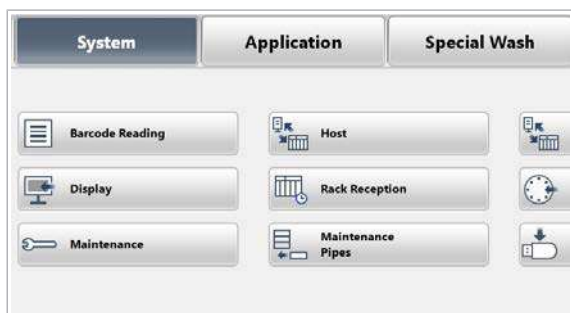 System Application Special Wash
Barcode Reading Host
Display Rack Reception
Maintenance Maintenance
Pipes